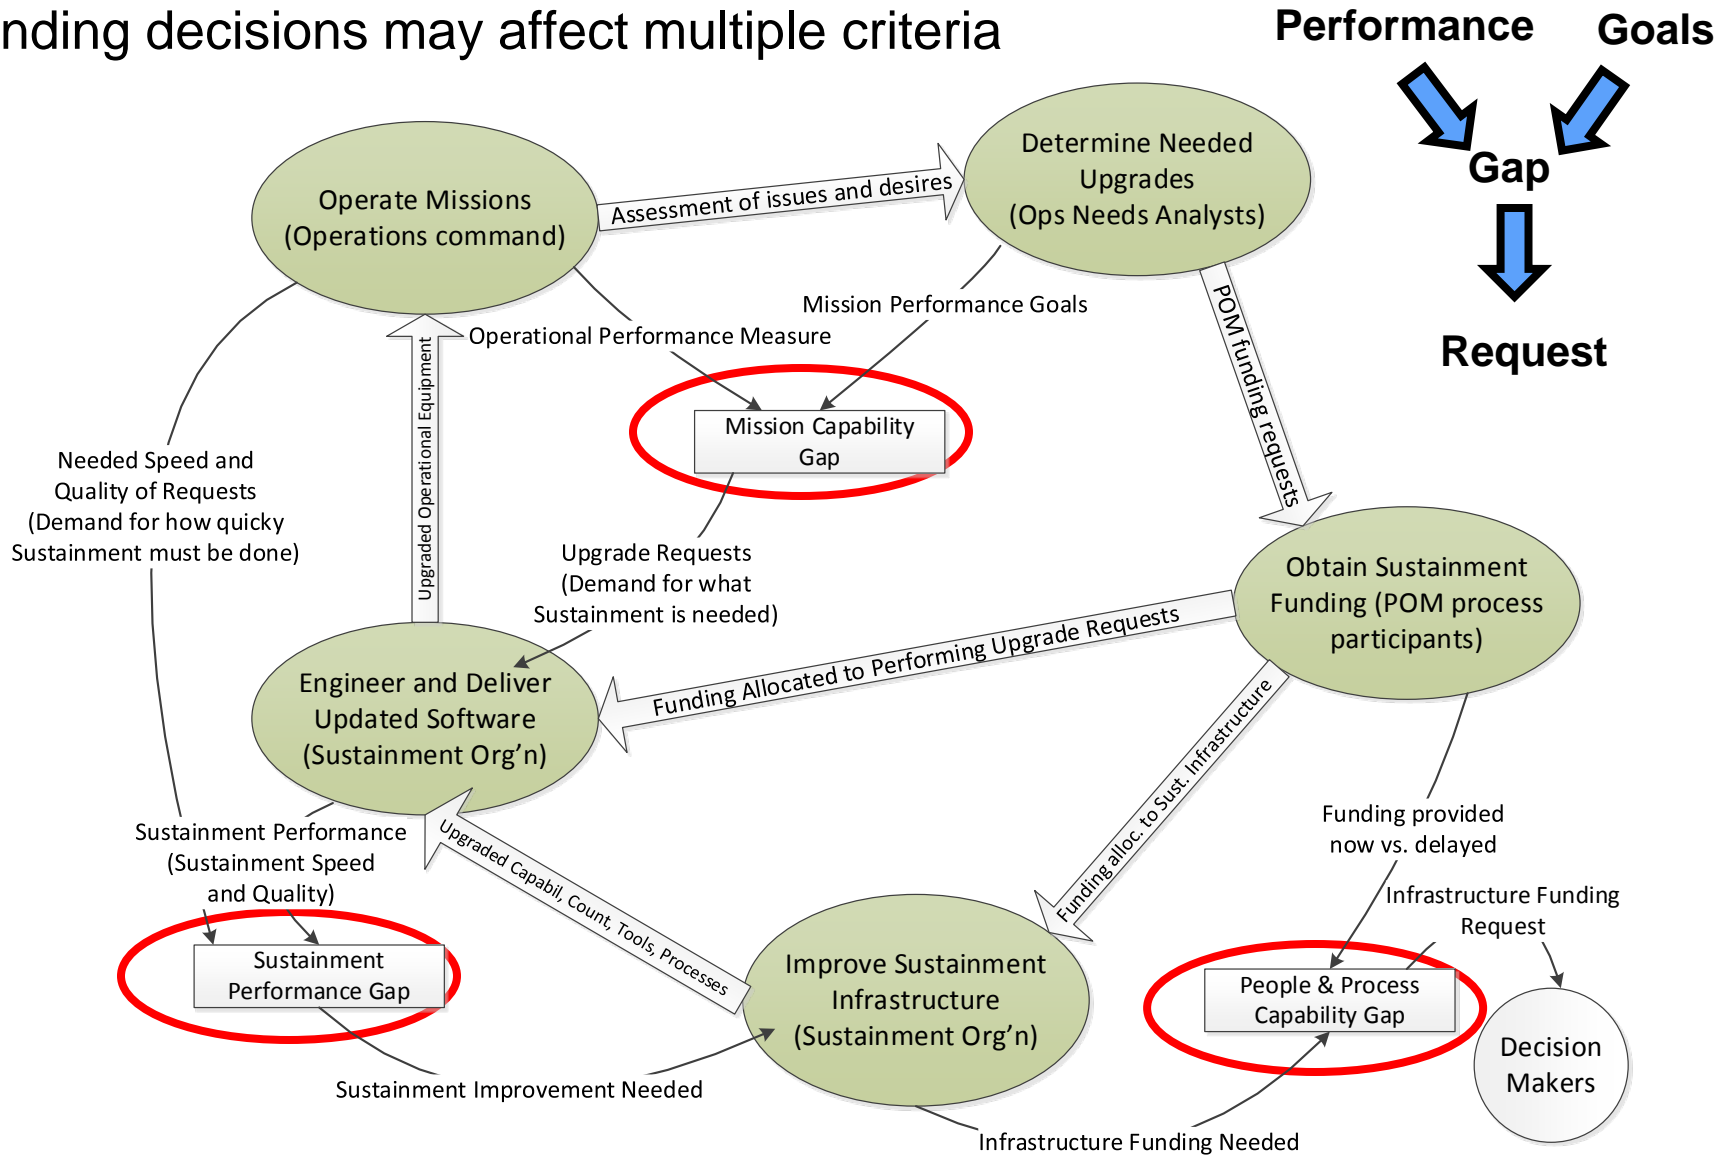 nding decisions may affect multiple criteria
Performance
Goals
Gap
Request
Operate Missions
(Operations command)
Assessment of issues and desires
Determine Needed
Upgrades
(Ops Needs Analysts)
Mission Performance Goals
Operational Performance Measure
POM funding requests
Upgraded Operational Equipment
Mission Capability
Gap
Needed Speed and
Quality of Requests
(Demand for how quicky
Sustainment must be done)
Upgrade Requests
(Demand for what
Sustainment is needed)
Obtain Sustainment
Funding (POM process
participants)
Funding Allocated to Performing Upgrade Requests
Engineer and Deliver
Updated Software
(Sustainment Org’n)
Funding alloc. to Sust. Infrastructure
Funding provided
now vs. delayed
Sustainment Performance
(Sustainment Speed
and Quality)
Upgraded Capabil, Count, Tools, Processes
Infrastructure Funding
Request
Sustainment
Performance Gap
Improve Sustainment
Infrastructure
(Sustainment Org’n)
People & Process
Capability Gap
Decision
Makers
Sustainment Improvement Needed
Infrastructure Funding Needed